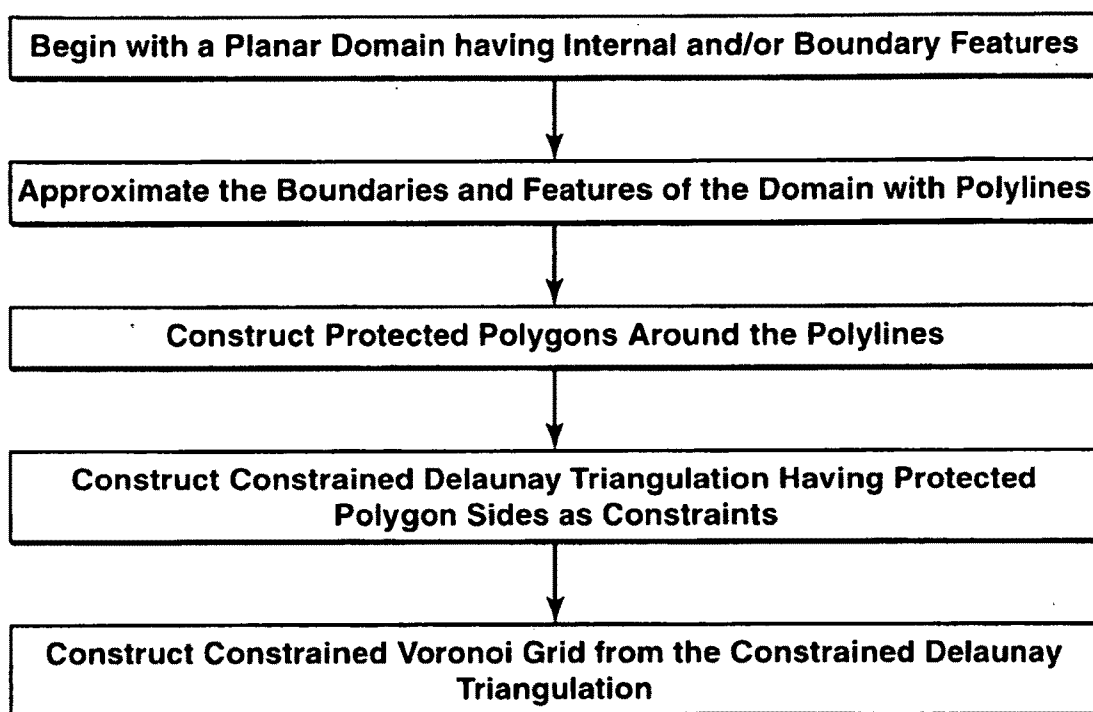 Begin with a Planar Domain having Internal and/or Boundary Features
Approximate the Boundaries and Features of the Domain with Polylines
Construct Protected Polygons Around the Polylines
Construct Constrained Delaunay Triangulation Having Protected
Polygon Sides as Constraints
Construct Constrained Voronoi Grid from the Constrained Delaunay
Triangulation